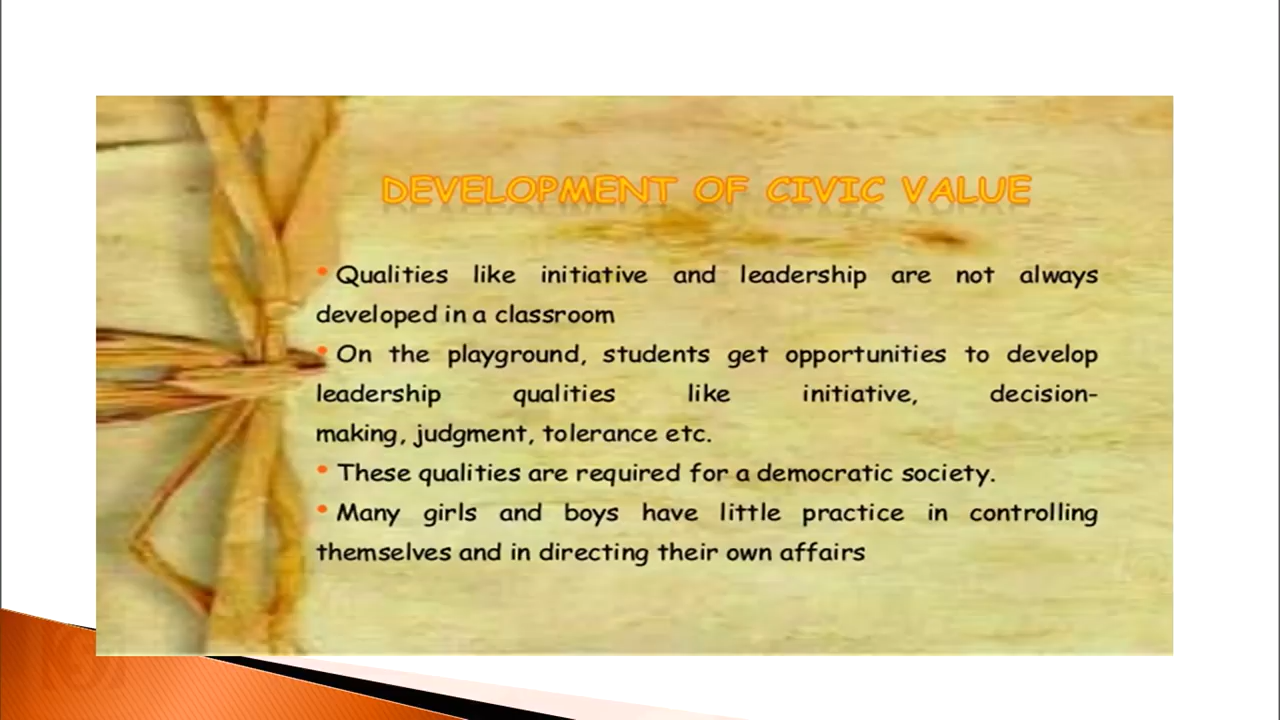 DEVELOPMENT OF CIVIC VALUE
• Qualities like initiative and leadership are not always
developed in a classroom
• On the playground, students get opportunities to develop
leadership qualities like initiative, decision-
making, judgment, tolerance etc.
• These qualities are required for a democratic society.
• Many girls and boys have little practice in controlling
themselves and in directing their own affairs